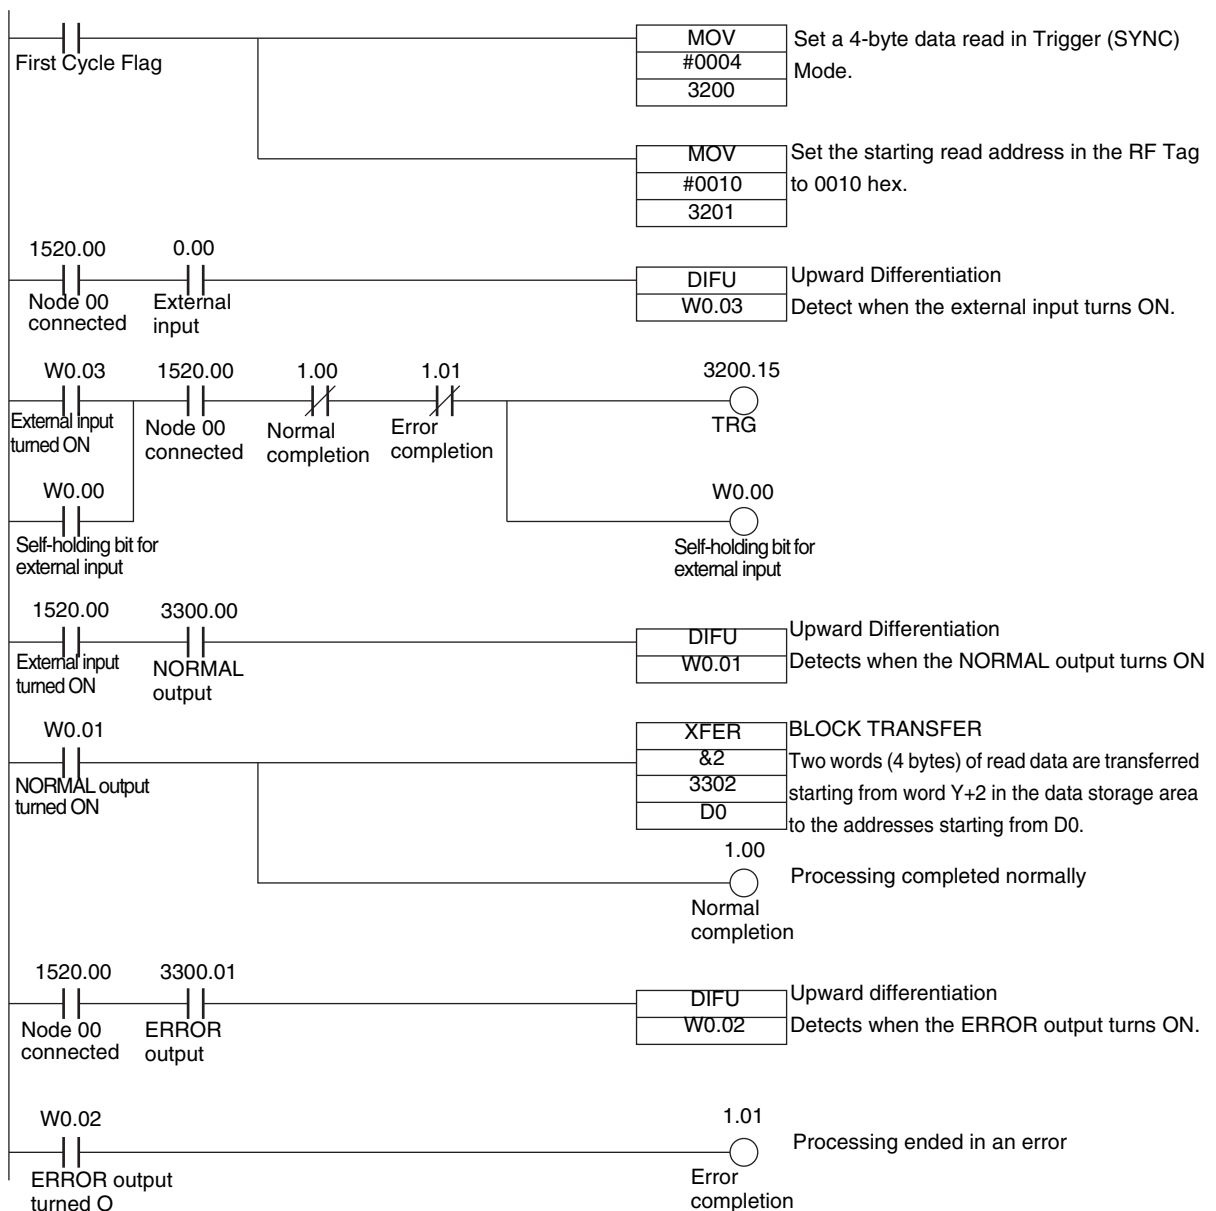 MOV
Set a 4-byte data read in Trigger (SYNC)
First Cycle Flag
#0004
Mode.
3200
MOV
Set the starting read address in the RF Tag
#0010
to 0010 hex.
3201
1520.00
0.00
DIFU
Upward Differentiation
Node 00
connected
External
input
W0.03
Detect when the external input turns ON.
W0.03
1520.00
1.00
1.01
3200.15
External input
turned ON
Node 00
connected
Normal
completion
Error
completion
TRG
W0.00
W0.00
Self-holding bit for
external input
Self-holding bit for
external input
1520.00
3300.00
DIFU
Upward Differentiation
External input
turned ON
NORMAL
output
W0.01
Detects when the NORMAL output turns ON
W0.01
XFER
BLOCK TRANSFER
NORMAL output
turned ON
&2
Two words (4 bytes) of read data are transferred
3302
starting from word Y+2 in the data storage area
D0
to the addresses starting from D0.
1.00
Processing completed normally
Normal
completion
1520.00
3300.01
DIFU
Upward differentiation
Node 00
connected
ERROR
output
W0.02
Detects when the ERROR output turns ON.
W0.02
1.01
Processing ended in an error
ERROR output
turned O
Error
completion